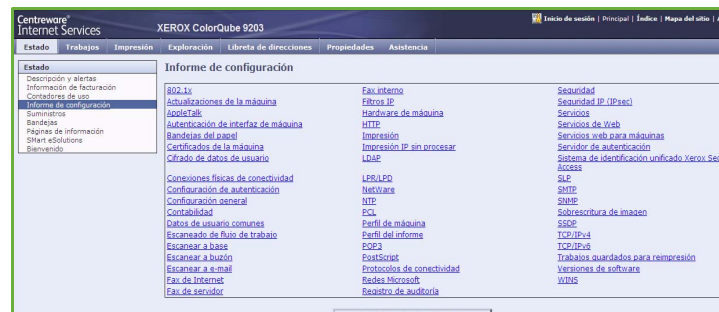 Centreware®
Internet Services
XEROX ColorQube 9203
Inicio de sesión | Principal | Índice | Mapa del sitio |
Estado Trabajos Impresión Exploración Libreta de direcciones Propiedades Asistencia
Estado
Descripción y alertas
Información de facturación
Contadores de uso
Informe de configuración
Suministros
Bandejas
Páginas de información
SMart eSolutions
Bienvenido
Informe de configuración
802.1x
Actualizaciones de la máquina
AppleTalk
Autenticación de interfaz de máquina
Bandejas del papel
Certificados de la máquina
Cifrado de datos de usuario
Conexiones físicas de conectividad
Configuración de autenticación
Configuración general
Contabilidad
Datos de usuario comunes
Escaneado de flujo de trabajo
Escanear a base
Escanear a buzón
Escanear a e-mail
Fax de Internet
Fax de servidor
Fax interno
Filtros IP
Hardware de máquina
HTTP
Impresión
Impresión IP sin procesar
LDAP
LPR/LPD
NetWare
NTP
PCL
Perfil de máquina
Perfil del informe
POP3
PostScript
Protocolos de conectividad
Redes Microsoft
Registro de auditoría
Seguridad
Seguridad IP (IPsec)
Servicios
Servicios de Web
Servicios web para máquinas
Servidor de autenticación
Sistema de identificación unificado Xerox Sec
Access
SLP
SMTP
SNMP
Sobrescritura de imagen
SSDP
TCP/IPv4
TCP/IPv6
Trabajos guardados para reimpresión
Versiones de software
WINS